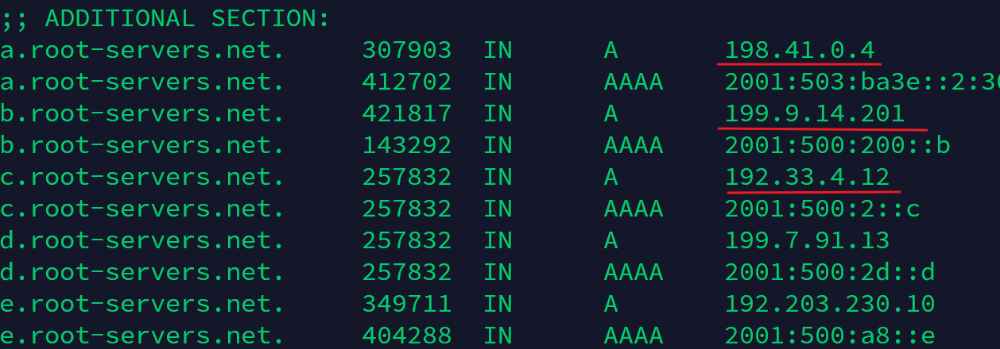 ;; ADDITIONAL SECTION:
a.root-servers.net. 307903 IN A 198.41.0.4
a.root-servers.net. 412702 IN AAAA 2001:503:ba3e::2:30
b.root-servers.net. 421817 IN A 199.9.14.201
b.root-servers.net. 143292 IN AAAA 2001:500:200::b
c.root-servers.net. 257832 IN A 192.33.4.12
c.root-servers.net. 257832 IN AAAA 2001:500:2::c
d.root-servers.net. 257832 IN A 199.7.91.13
d.root-servers.net. 257832 IN AAAA 2001:500:2d::d
e.root-servers.net. 349711 IN A 192.203.230.10
e.root-servers.net. 404288 IN AAAA 2001:500:a8::e